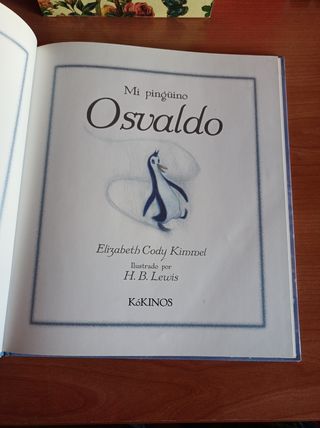 Mi pingüino
Osvaldo
Elizabeth Cody Kimmel
Ilustrado por
H. B. Lewis
KóKINOS